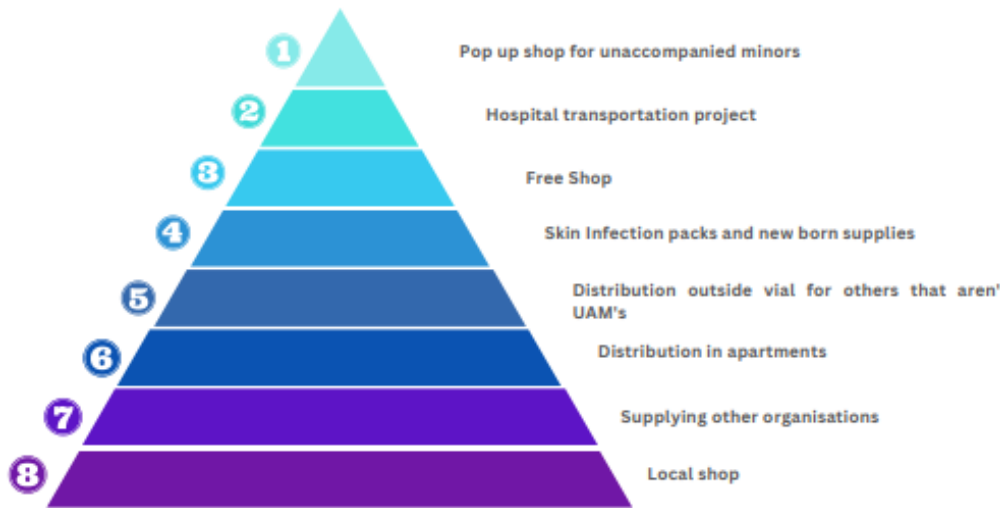 1 Pop up shop for unaccompanied minors
2 Hospital transportation project
3 Free Shop
4 Skin Infection packs and new born supplies
5 Distribution outside vial for others that aren'
UAM's
6 Distribution in apartments
7 Supplying other organisations
8 Local shop